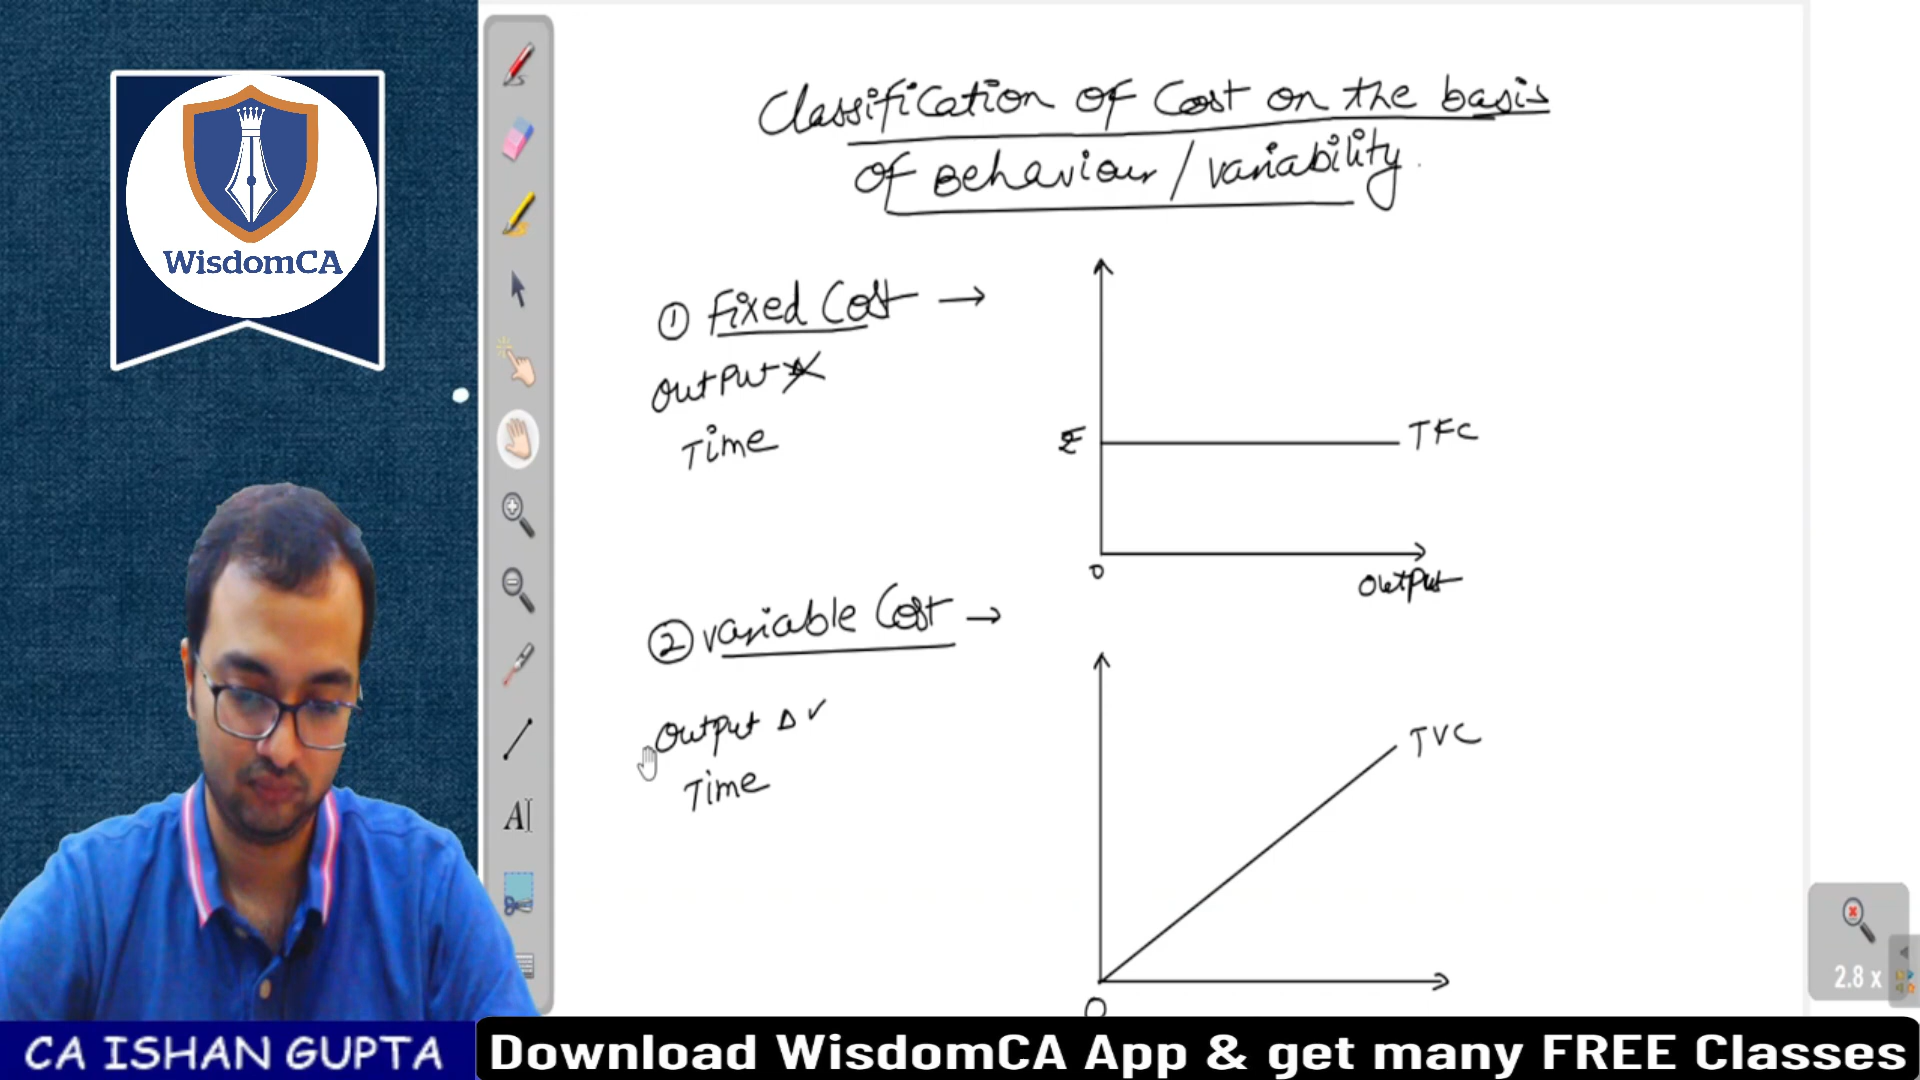 WisdomCA
Classification of Cost on the basis
of Behaviour / variability.
① Fixed Cost →
Output
Time
TFC
0
Output
② Variable Cost →
Output Δ ✓
Time
TVC
O
AI
2.8 x
CA ISHAN GUPTA
Download WisdomCA App & get many FREE Classes